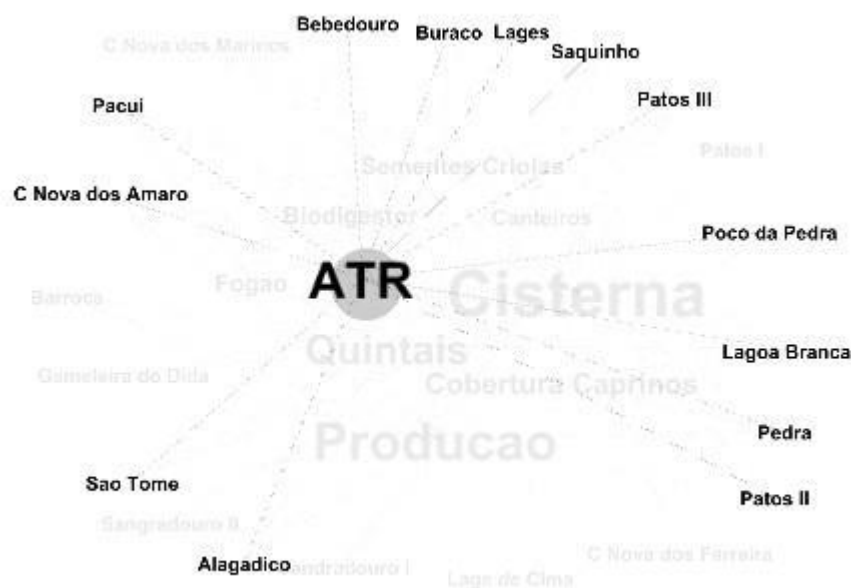 Bebedouro
Buraco
Lages
C Nova dos Marinos
Saquinho
Pacui
Patos III
Patos I
Sementes Criolas
C Nova dos Amaro
Biodigestor
Canteiros
Poco da Pedra
ATR
Fogao
Cisterna
Barroca
Quintais
Lagoa Branca
Gameleira do Dida
Cobertura Caprinos
Producao
Pedra
Sao Tome
Patos II
Sangradouro II
C Nova dos Ferreira
Alagadico
Lage de Cima